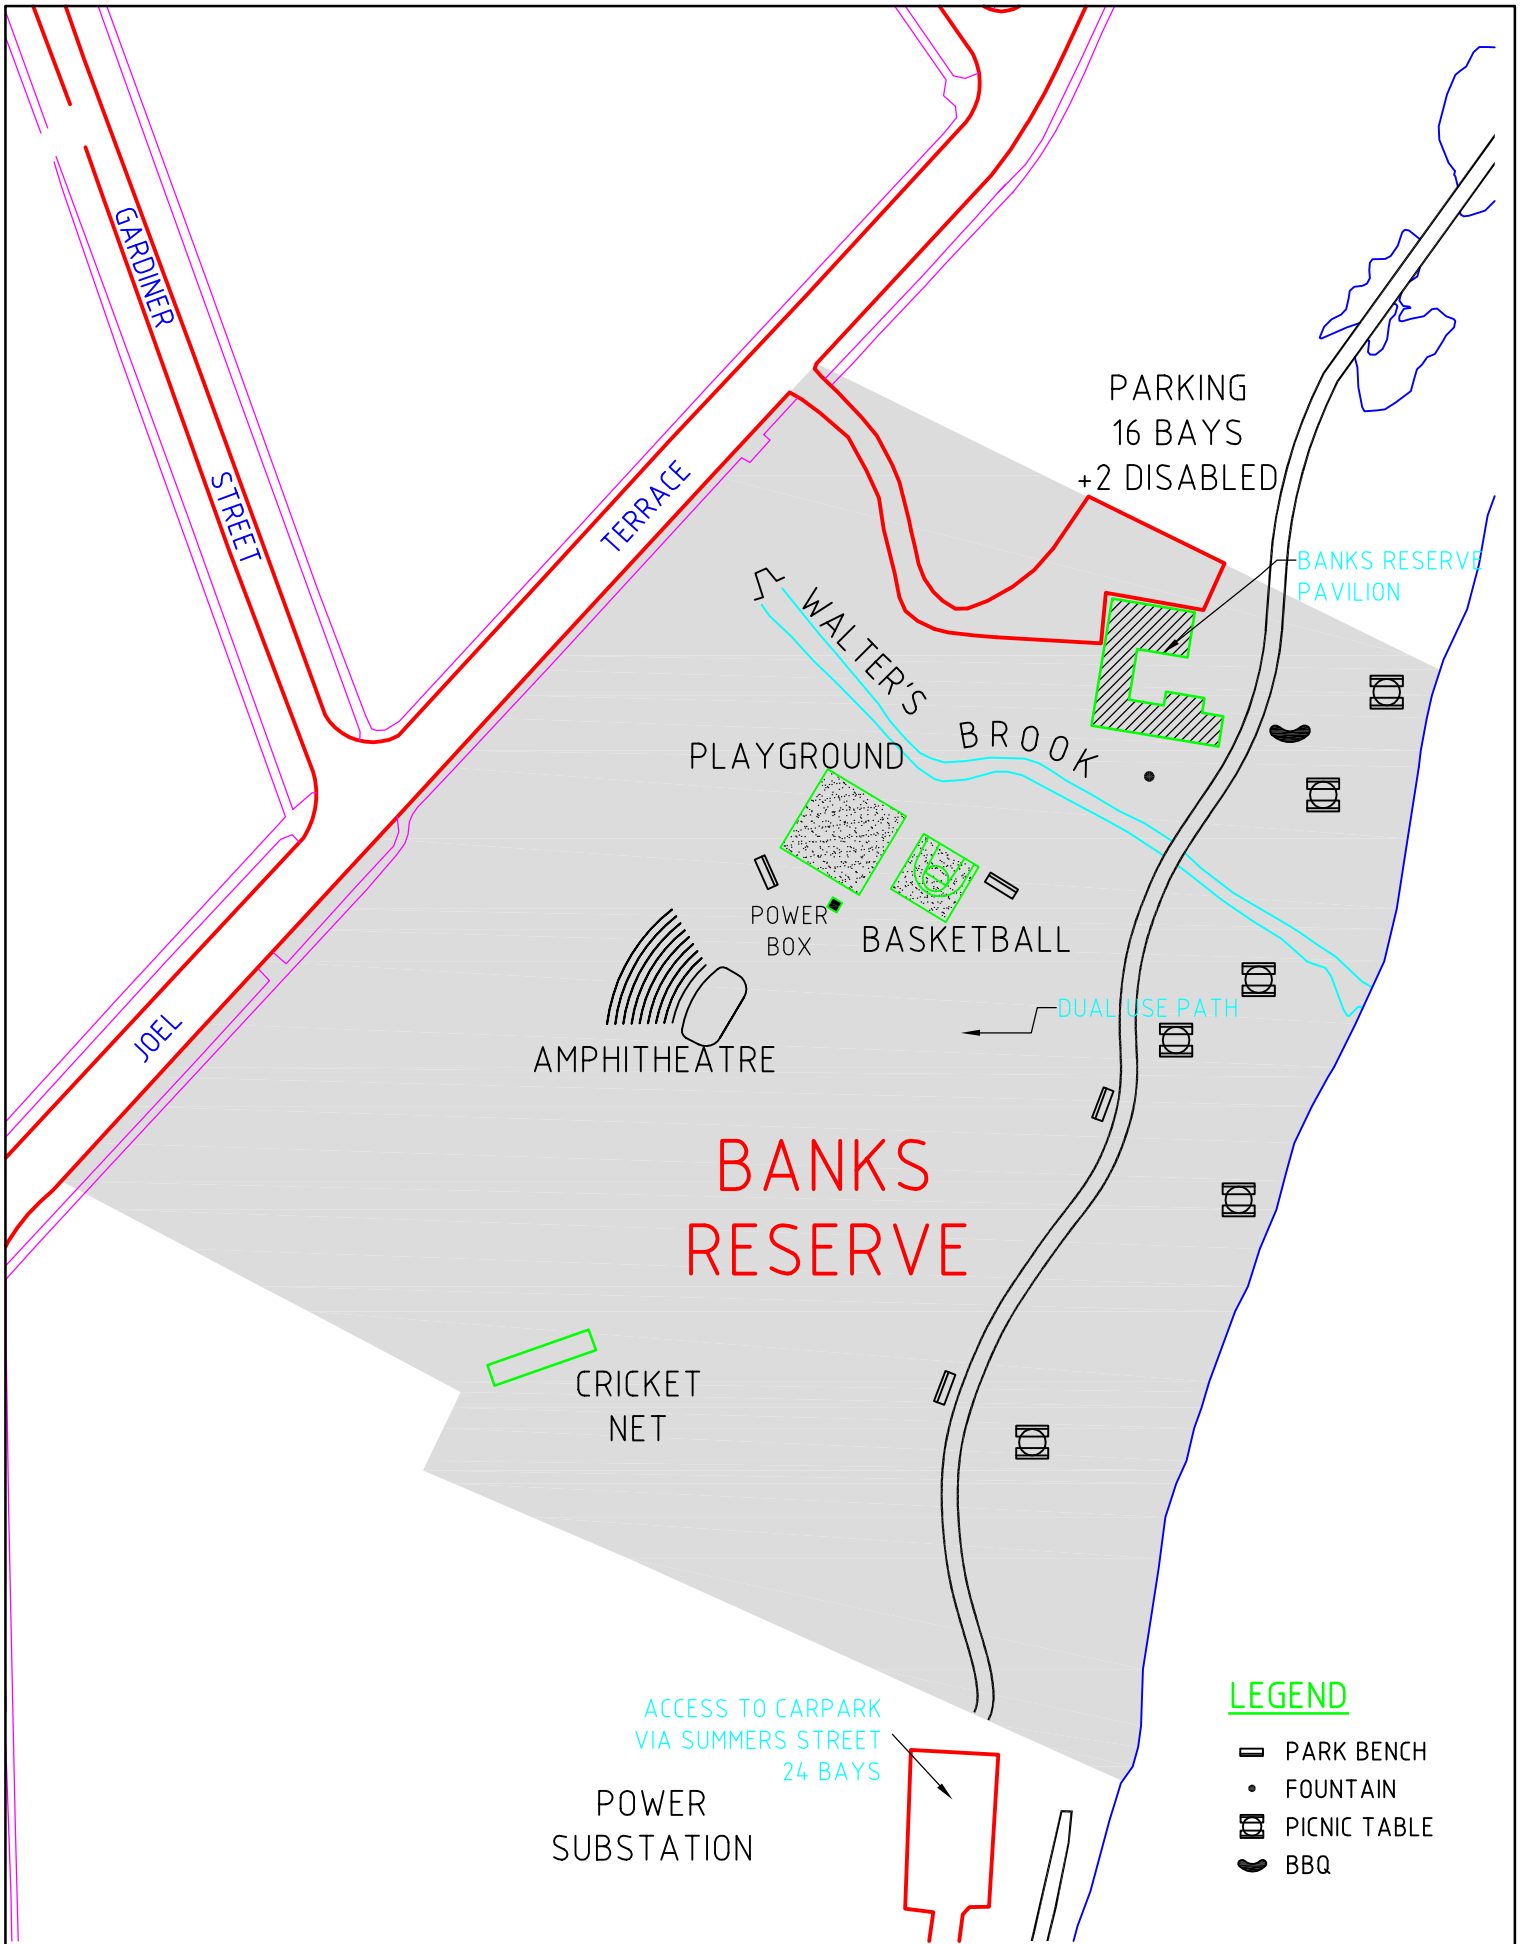 GARDINER
STREET
JOEL
TERRACE
PARKING
16 BAYS
+2 DISABLED
BANKS RESERVE
PAVILION
WALTER'S
BROOK
PLAYGROUND
POWER
BOX
BASKETBALL
DUAL USE PATH
AMPHITHEATRE
BANKS
RESERVE
CRICKET
NET
ACCESS TO CARPARK
VIA SUMMERS STREET
24 BAYS
POWER
SUBSTATION
LEGEND
PARK BENCH
FOUNTAIN
PICNIC TABLE
BBQ